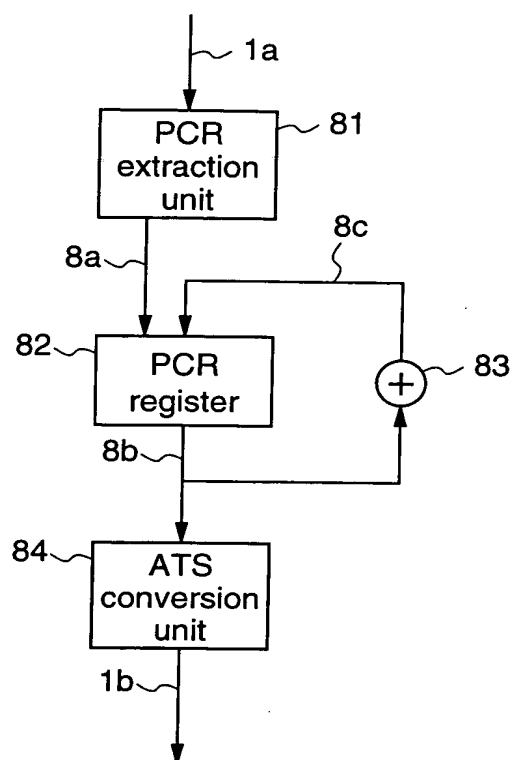 1a
PCR
extraction
unit
81
8a
8c
82
PCR
register
+
83
8b
84
ATS
conversion
unit
1b